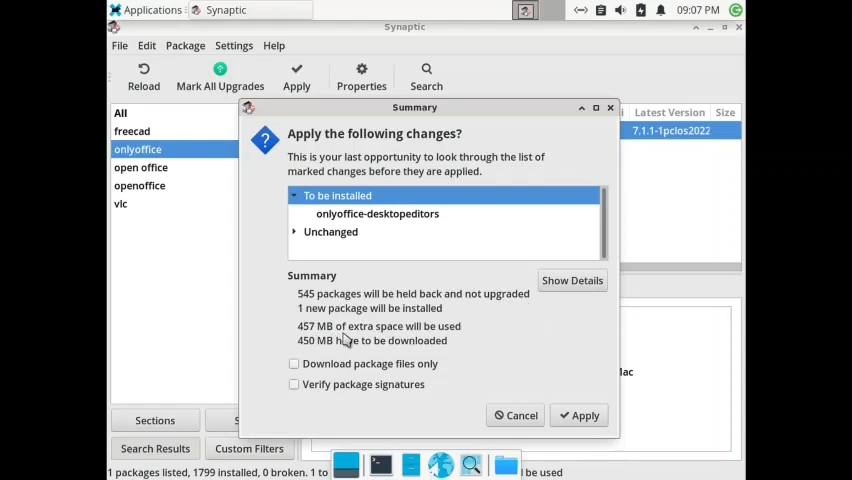 Applications
Synaptic
09:07 PM
Synaptic
File Edit Package Settings Help
Reload Mark All Upgrades Apply Properties Search
All
freecad
onlyoffice
open office
openoffice
vlc
Latest Version Size
7.1.1-1pclos2022
Summary
Apply the following changes?
This is your last opportunity to look through the list of
marked changes before they are applied.
To be installed
onlyoffice-desktopeditors
Unchanged
Summary
Show Details
545 packages will be held back and not upgraded
1 new package will be installed
457 MB of extra space will be used
450 MB have to be downloaded
Download package files only
Verify package signatures
Cancel Apply
Mac
Sections S
Search Results Custom Filters
1 packages listed, 1799 installed, 0 broken. 1 to
be used